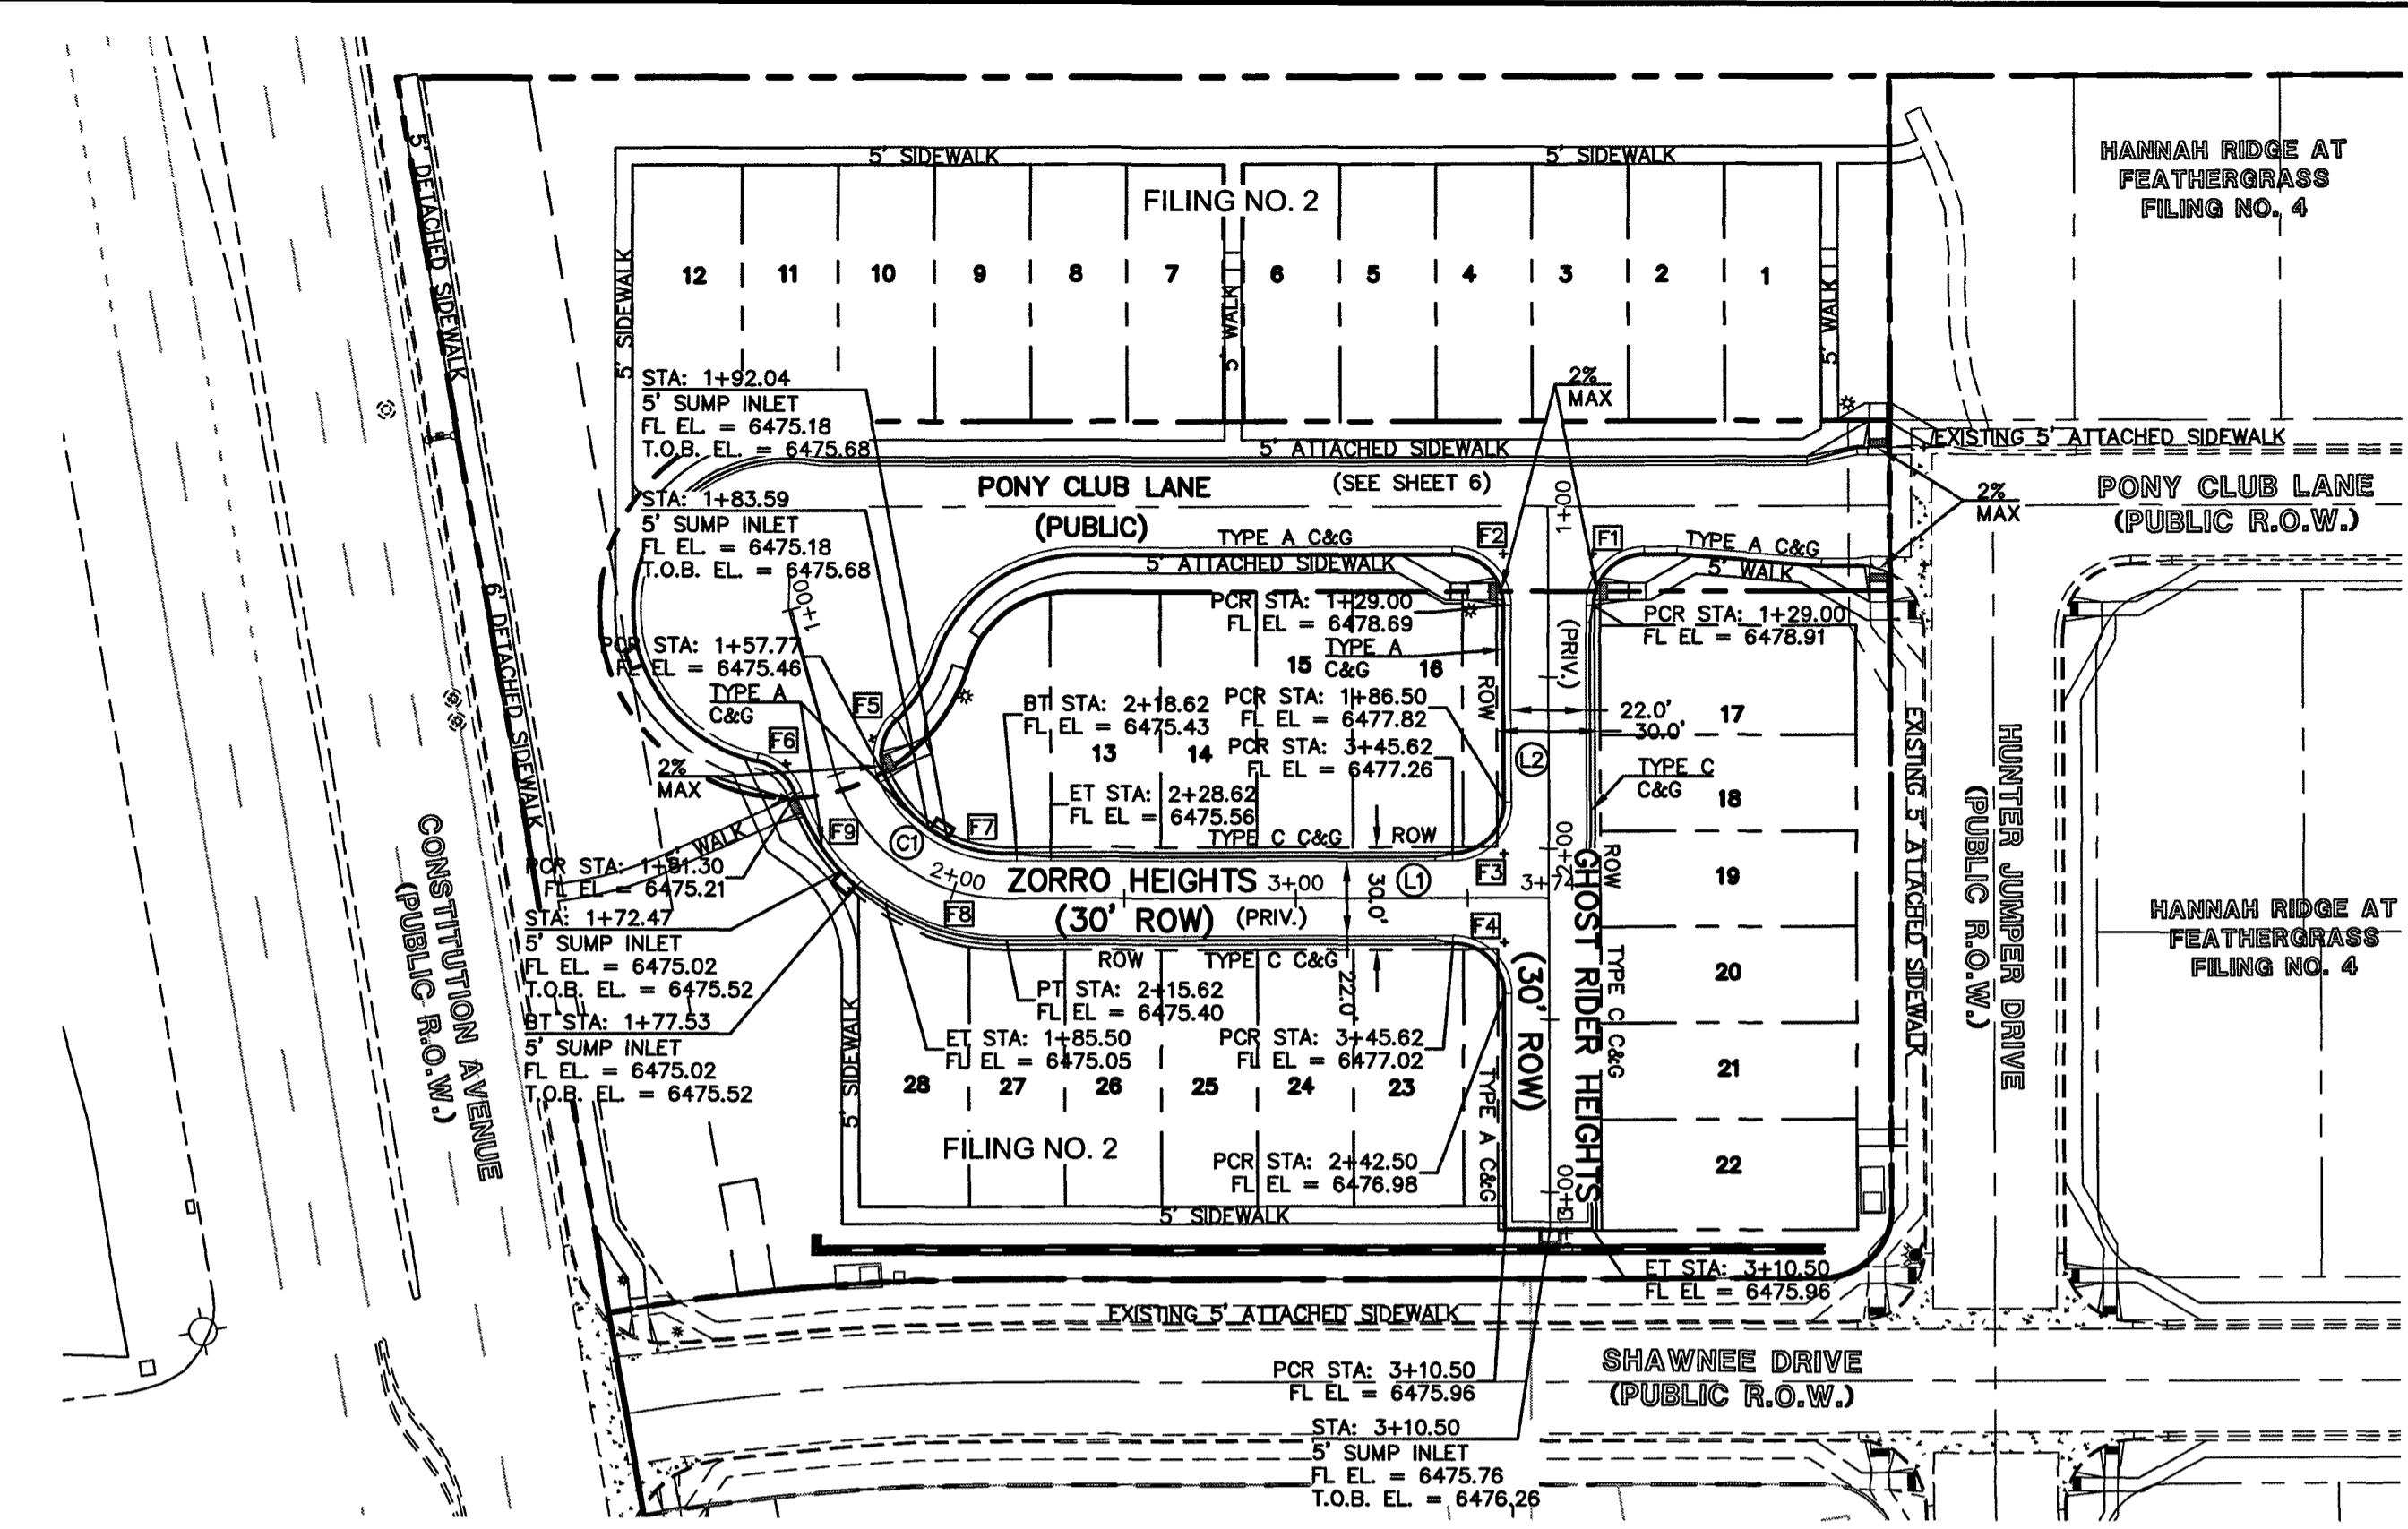 HANNAH RIDGE AT
FEATHERGRASS
FILING NO. 4
5' SIDEWALK
5' SIDEWALK
FILING NO. 2
5' DETACHED SIDEWALK
5' SIDEWALK
12
11
10
9
8
7
6
5
4
3
2
1
5' WALK
5' WALK
STA: 1+92.04
5' SUMP INLET
FL EL. = 6475.18
T.O.B. EL. = 6475.68
2%
MAX
5' ATTACHED SIDEWALK
EXISTING 5' ATTACHED SIDEWALK
PONY CLUB LANE
(PUBLIC)
(SEE SHEET 6)
1+00
2%
MAX
PONY CLUB LANE
(PUBLIC R.O.W.)
STA: 1+83.59
5' SUMP INLET
FL EL. = 6475.18
T.O.B. EL. = 6475.68
TYPE A C&G
F2
F1
TYPE A C&G
5' ATTACHED SIDEWALK
5' WALK
1+00
PCR STA: 1+29.00
FL EL = 6478.69
PCR STA: 1+29.00
FL EL = 6478.91
(PRIV.)
6' DETACHED SIDEWALK
PCR STA: 1+57.77
FL EL = 6475.46
TYPE A
C&G
15
TYPE A
C&G
16
ROW
F5
F6
BT STA: 2+18.62
FL EL = 6475.43
PCR STA: 1+86.50
FL EL = 6477.82
22.0'
30.0'
17
13
14
PCR STA: 3+45.62
FL EL = 6477.26
L2
2%
MAX
TYPE C
C&G
18
ET STA: 2+28.62
FL EL = 6475.56
TYPE C C&G
ROW
F7
F9
C1
5' WALK
PCR STA: 1+61.30
FL EL = 6475.21
2+00
ZORRO HEIGHTS
3+00
(30' ROW)
(PRIV.)
30.0'
L1
F3
3+74
2+00
ROW
19
GHOST RIDER HEIGHTS
(30' ROW)
EXISTING 5' ATTACHED SIDEWALK
HUNTER JUMPER DRIVE
(PUBLIC R.O.W.)
HANNAH RIDGE AT
FEATHERGRASS
FILING NO. 4
CONSTITUTION AVENUE
(PUBLIC R.O.W.)
STA: 1+72.47
5' SUMP INLET
FL EL. = 6475.02
T.O.B. EL. = 6475.52
F8
F4
ROW
TYPE C C&G
22.0'
TYPE C C&G
20
PT STA: 2+15.62
FL EL = 6475.40
BT STA: 1+77.53
5' SUMP INLET
FL EL. = 6475.02
T.O.B. EL. = 6475.52
ET STA: 1+85.50
FL EL = 6475.05
PCR STA: 3+45.62
FL EL = 6477.02
21
5' SIDEWALK
28
27
26
25
24
23
TYPE A C&G
FILING NO. 2
PCR STA: 2+42.50
FL EL = 6476.98
22
5' SIDEWALK
ET STA: 3+10.50
FL EL = 6475.96
EXISTING 5' ATTACHED SIDEWALK
PCR STA: 3+10.50
FL EL = 6475.96
SHAWNEE DRIVE
(PUBLIC R.O.W.)
STA: 3+10.50
5' SUMP INLET
FL EL. = 6475.76
T.O.B. EL. = 6476.26